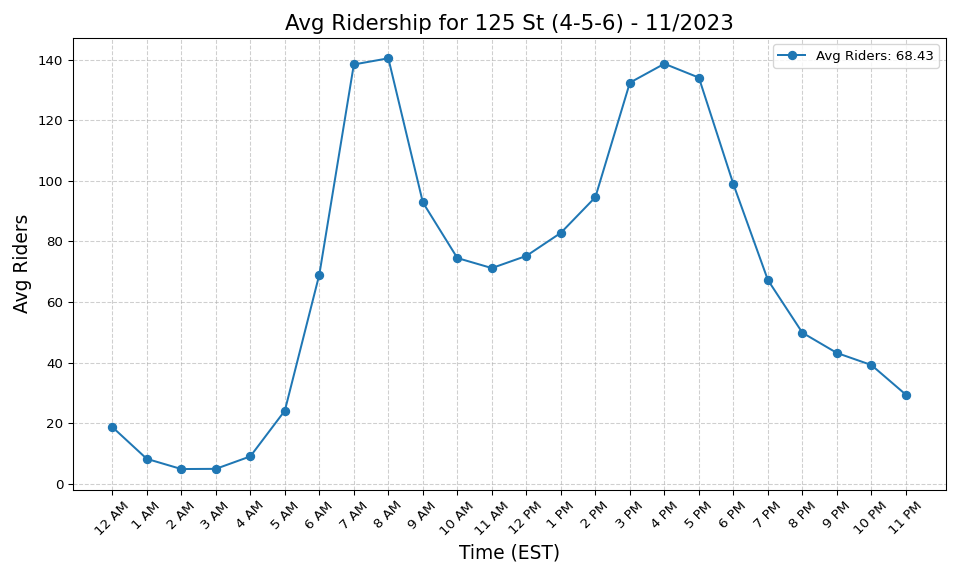 Avg Ridership for 125 St (4-5-6) - 11/2023
Avg Riders: 68.43
Avg Riders
140
120
100
80
60
40
20
0
12 AM
1 AM
2 AM
3 AM
4 AM
5 AM
6 AM
7 AM
8 AM
9 AM
10 AM
11 AM
12 PM
1 PM
2 PM
3 PM
4 PM
5 PM
6 PM
7 PM
8 PM
9 PM
10 PM
11 PM
Time (EST)